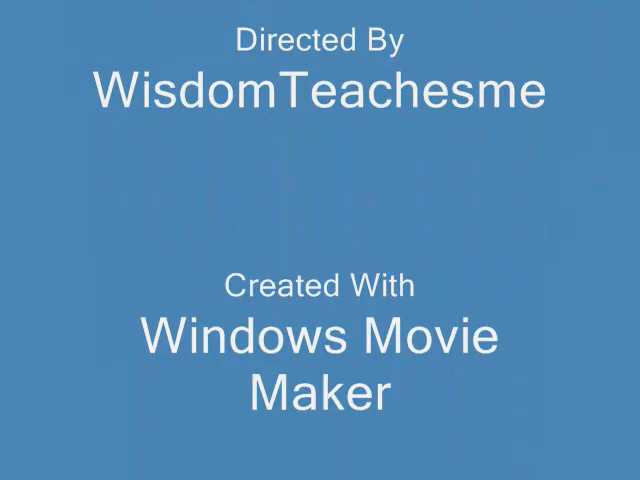 Directed By
WisdomTeachesme
Created With
Windows Movie
Maker